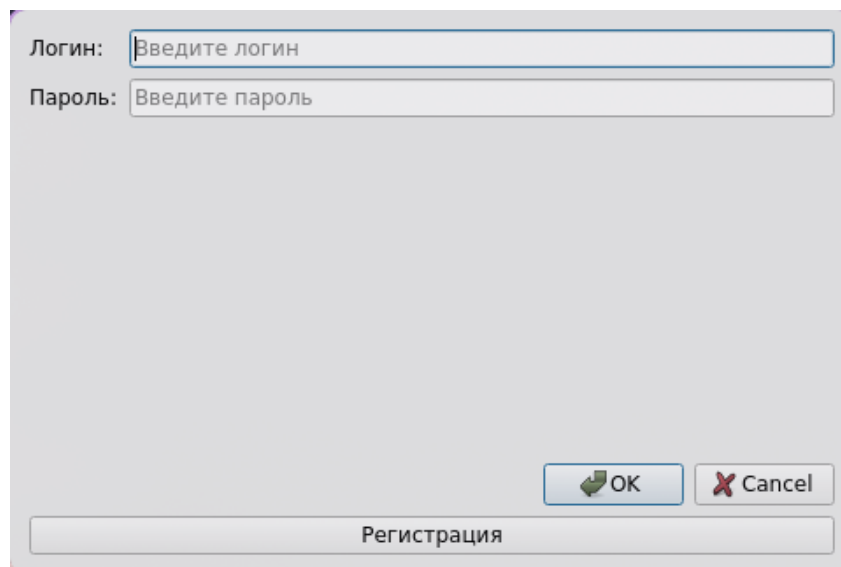 Логин: Введите логин
Пароль: Введите пароль
OK Cancel
Регистрация